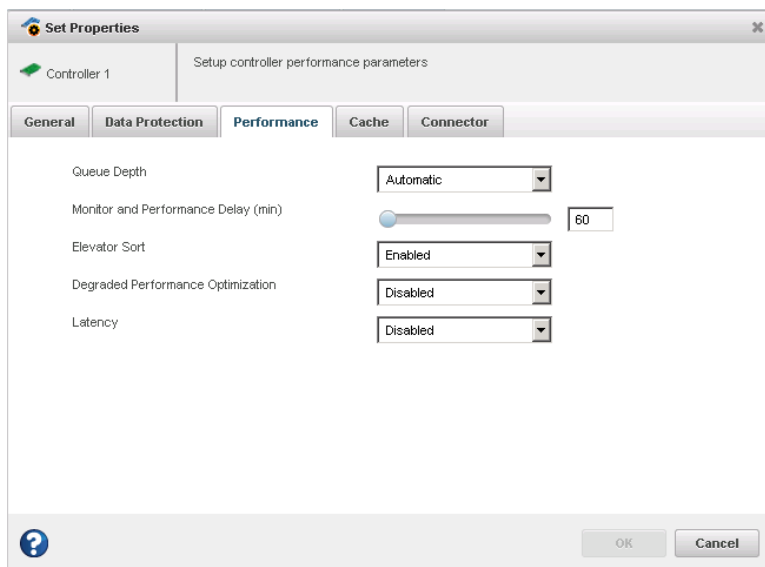 Set Properties
Controller 1
Setup controller performance parameters
General Data Protection Performance Cache Connector
Queue Depth Automatic
Monitor and Performance Delay (min) 60
Elevator Sort Enabled
Degraded Performance Optimization Disabled
Latency Disabled
? OK Cancel